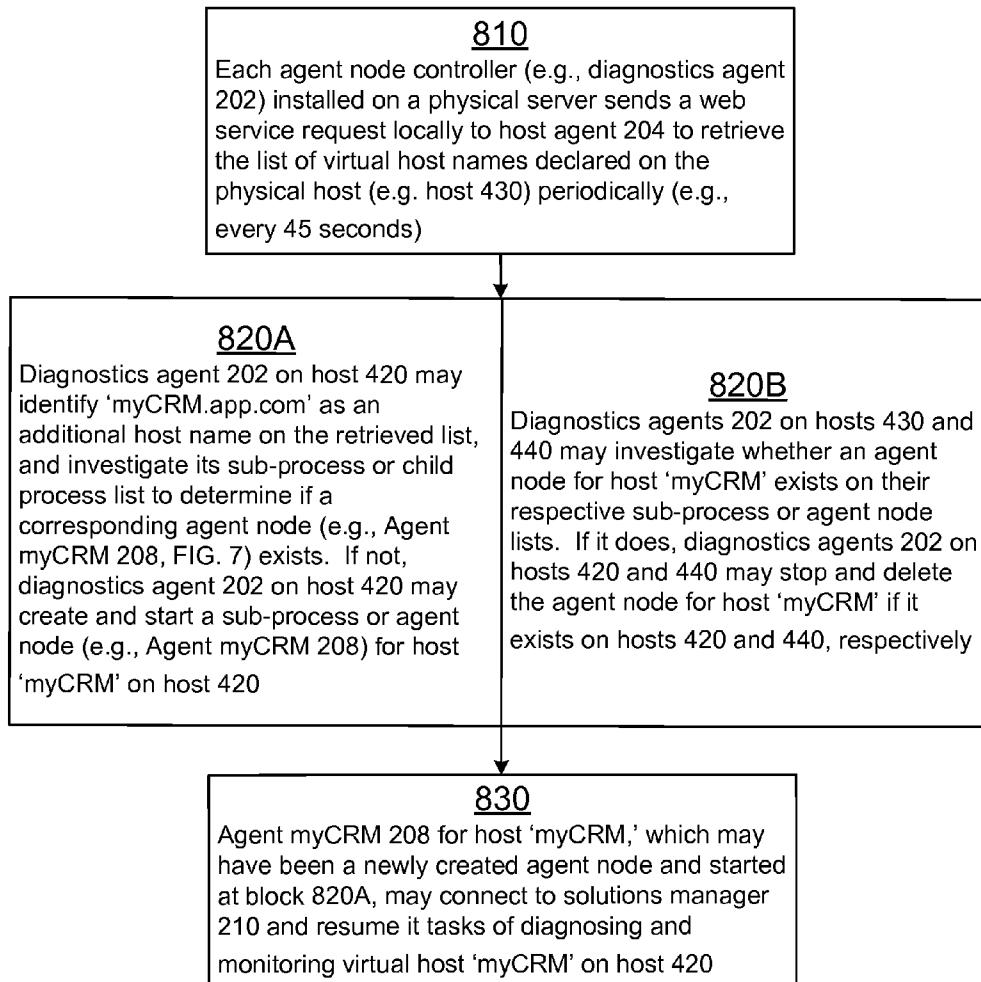 810
Each agent node controller (e.g., diagnostics agent
202) installed on a physical server sends a web
service request locally to host agent 204 to retrieve
the list of virtual host names declared on the
physical host (e.g. host 430) periodically (e.g.,
every 45 seconds)
820A
Diagnostics agent 202 on host 420 may
identify ‘myCRM.app.com’ as an
additional host name on the retrieved list,
and investigate its sub-process or child
process list to determine if a
corresponding agent node (e.g., Agent
myCRM 208, FIG. 7) exists.  If not,
diagnostics agent 202 on host 420 may
create and start a sub-process or agent
node (e.g., Agent myCRM 208) for host
‘myCRM’ on host 420
820B
Diagnostics agents 202 on hosts 430 and
440 may investigate whether an agent
node for host ‘myCRM’ exists on their
respective sub-process or agent node
lists.  If it does, diagnostics agents 202 on
hosts 420 and 440 may stop and delete
the agent node for host ‘myCRM’ if it
exists on hosts 420 and 440, respectively
830
Agent myCRM 208 for host ‘myCRM,’ which may
have been a newly created agent node and started
at block 820A, may connect to solutions manager
210 and resume it tasks of diagnosing and
monitoring virtual host ‘myCRM’ on host 420